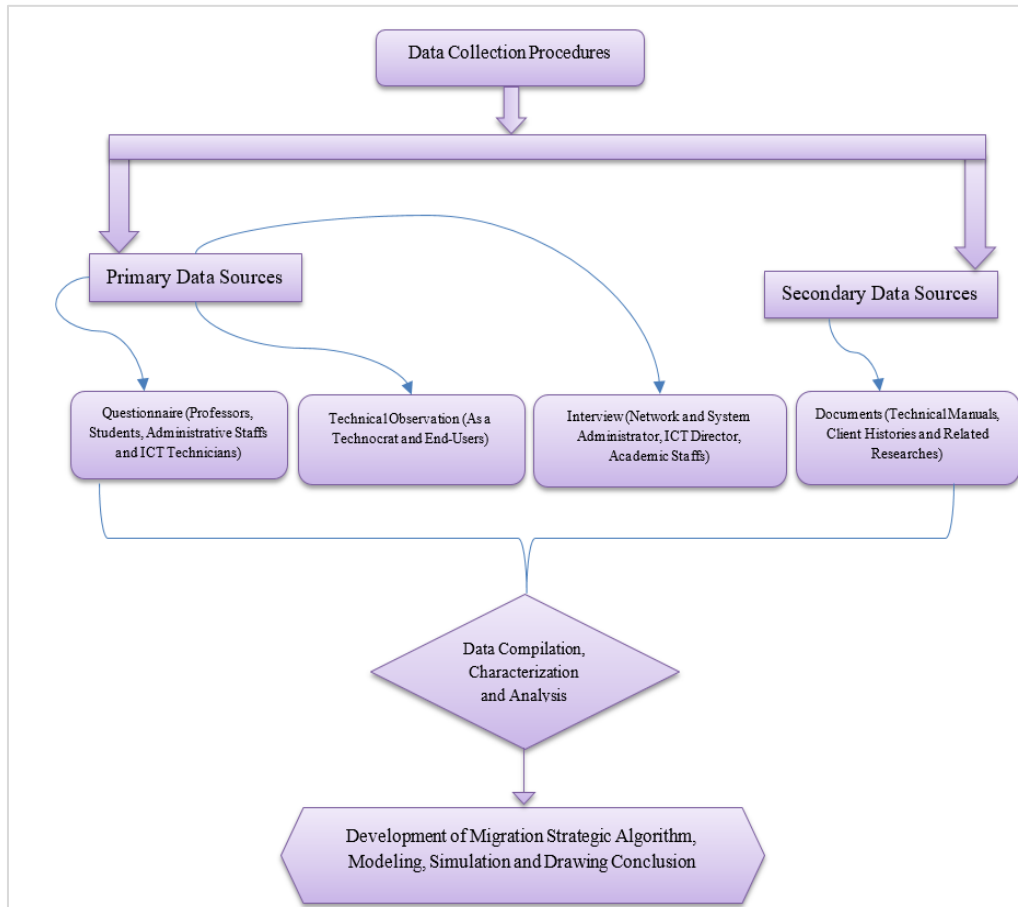 Data Collection Procedures
Primary Data Sources
Secondary Data Sources
Questionnaire (Professors,
Students, Administrative Staffs
and ICT Technicians)
Technical Observation (As a
Technocrat and End-Users)
Interview (Network and System
Administrator, ICT Director,
Academic Staffs)
Documents (Technical Manuals,
Client Histories and Related
Researches)
Data Compilation,
Characterization
and Analysis
Development of Migration Strategic Algorithm,
Modeling, Simulation and Drawing Conclusion